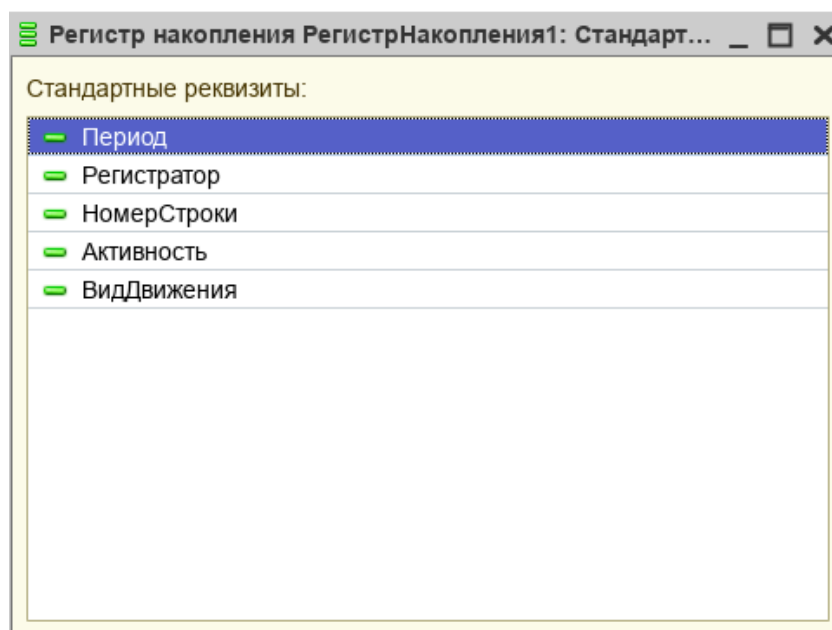 Регистр накопления РегистрНакопления1: Стандарт...
Стандартные реквизиты:
Период
Регистратор
НомерСтроки
Активность
ВидДвижения